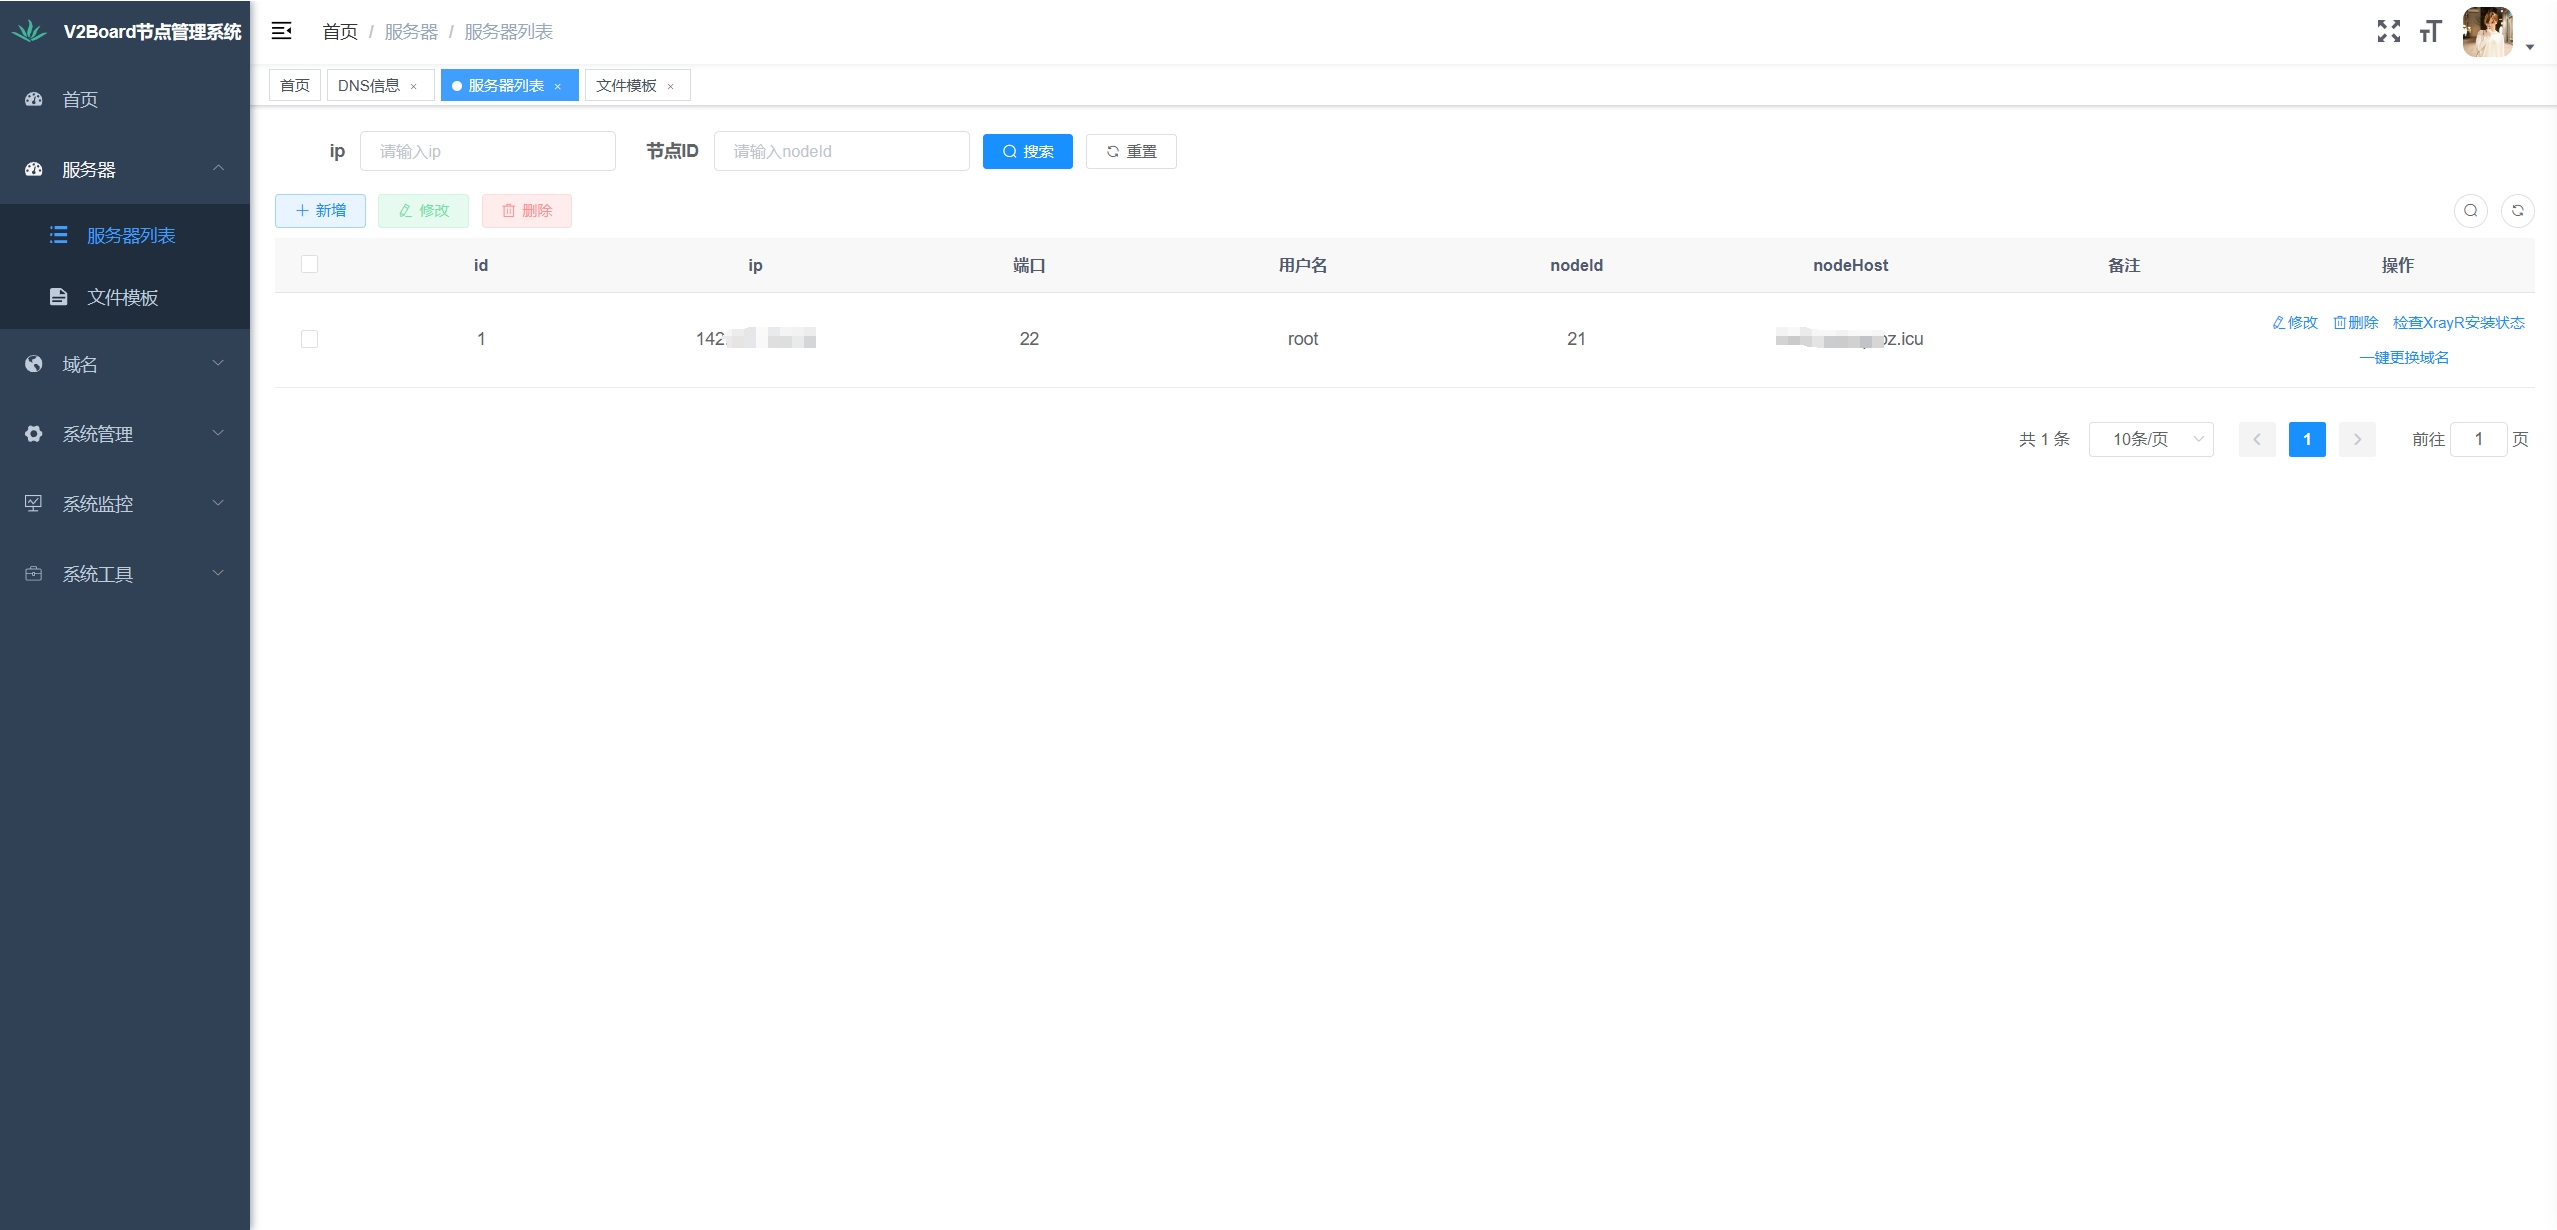 V2Board节点管理系统
首页 / 服务器 / 服务器列表
首页
服务器
服务器列表
文件模板
域名
系统管理
系统监控
系统工具
首页 DNS信息 × 服务器列表 × 文件模板 ×
ip 请输入ip 节点ID 请输入nodeId 搜索 重置
新增 修改 删除
id ip 端口 用户名 nodeId nodeHost 备注 操作
1 142. 22 root 21 oz.icu 修改 删除 检查XrayR安装状态
一键更换域名
共 1 条 10条/页 1 前往 1 页